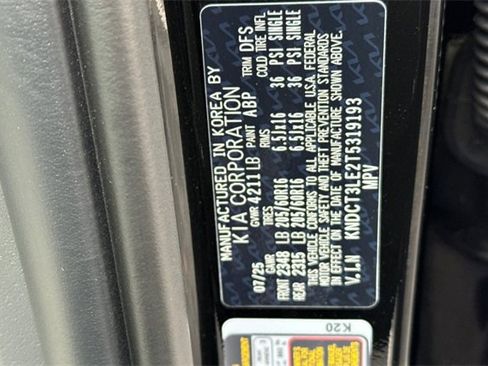 MANUFACTURED IN KOREA BY
KIA CORPORATION
07/25 GVWR 4211 LB PAINT ABP TRIM DFS
GAWR TIRES RIMS COLD TIRE INFL.
FRONT 2348 LB 205/60R16 6.5Jx16 36 PSI SINGLE
REAR 2315 LB 205/60R16 6.5Jx16 36 PSI SINGLE
THIS VEHICLE CONFORMS TO ALL APPLICABLE U.S.A. FEDERAL
MOTOR VEHICLE SAFETY AND THEFT PREVENTION STANDARDS
IN EFFECT ON THE DATE OF MANUFACTURE SHOWN ABOVE.
V.I.N KNDCT3LE2T5319193
MPV
K20